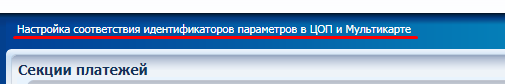 Настройка соответствия идентификаторов параметров в ЦОП и Мультикарте
Секции платежей